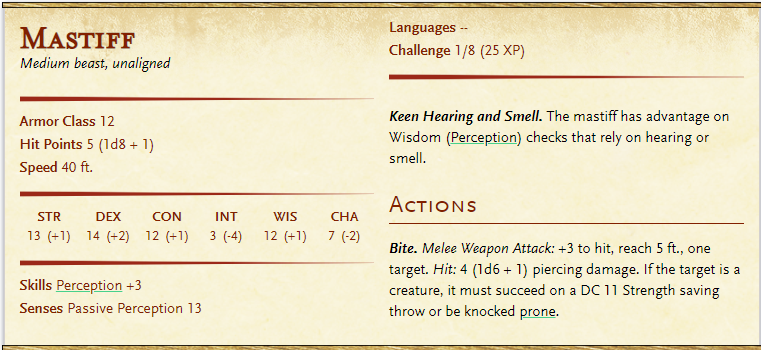 Mastiff
Medium beast, unaligned
Armor Class 12
Hit Points 5 (1d8 + 1)
Speed 40 ft.
STR DEX CON INT WIS CHA
13 (+1) 14 (+2) 12 (+1) 3 (-4) 12 (+1) 7 (-2)
Skills Perception +3
Senses Passive Perception 13
Languages --
Challenge 1/8 (25 XP)
Keen Hearing and Smell. The mastiff has advantage on
Wisdom (Perception) checks that rely on hearing or
smell.
Actions
Bite. Melee Weapon Attack: +3 to hit, reach 5 ft., one
target. Hit: 4 (1d6 + 1) piercing damage. If the target is a
creature, it must succeed on a DC 11 Strength saving
throw or be knocked prone.